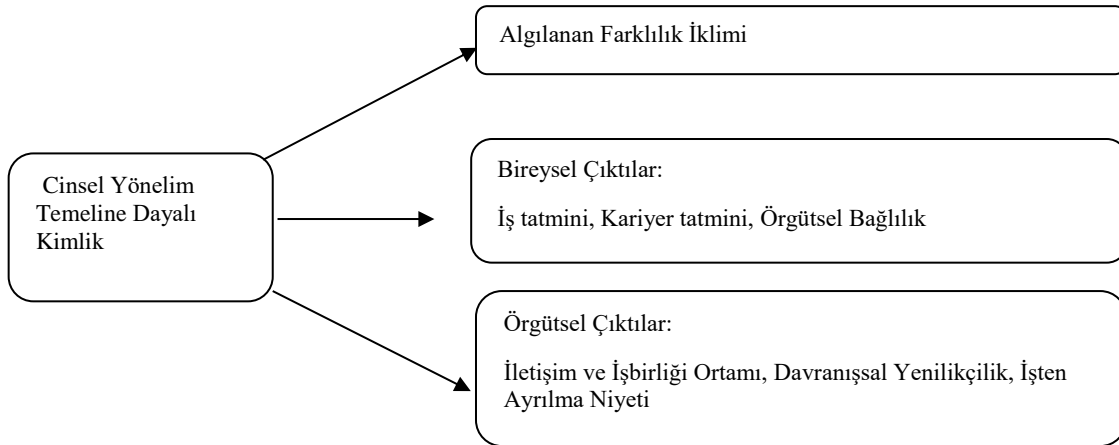 Algılanan Farklılık İklimi
Cinsel Yönelim
Temeline Dayalı
Kimlik
Bireysel Çıktılar:
İş tatmini, Kariyer tatmini, Örgütsel Bağlılık
Örgütsel Çıktılar:
İletişim ve İşbirliği Ortamı, Davranışsal Yenilikçilik, İşten
Ayrılma Niyeti